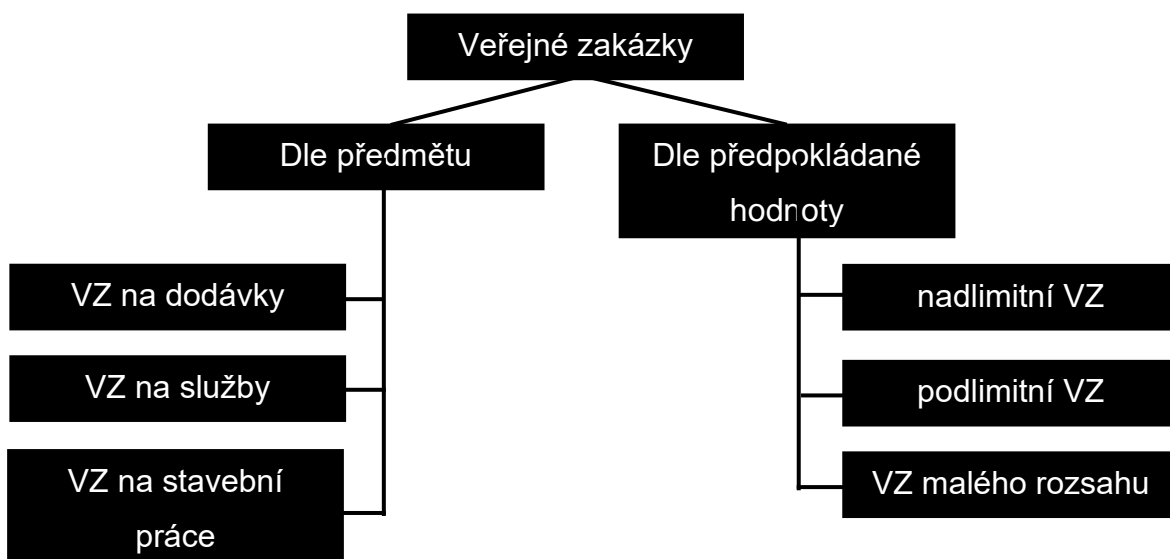 Veřejné zakázky
Dle předmětu
Dle předpokládané
hodnoty
VZ na dodávky
VZ na služby
VZ na stavební
práce
nadlimitní VZ
podlimitní VZ
VZ malého rozsahu